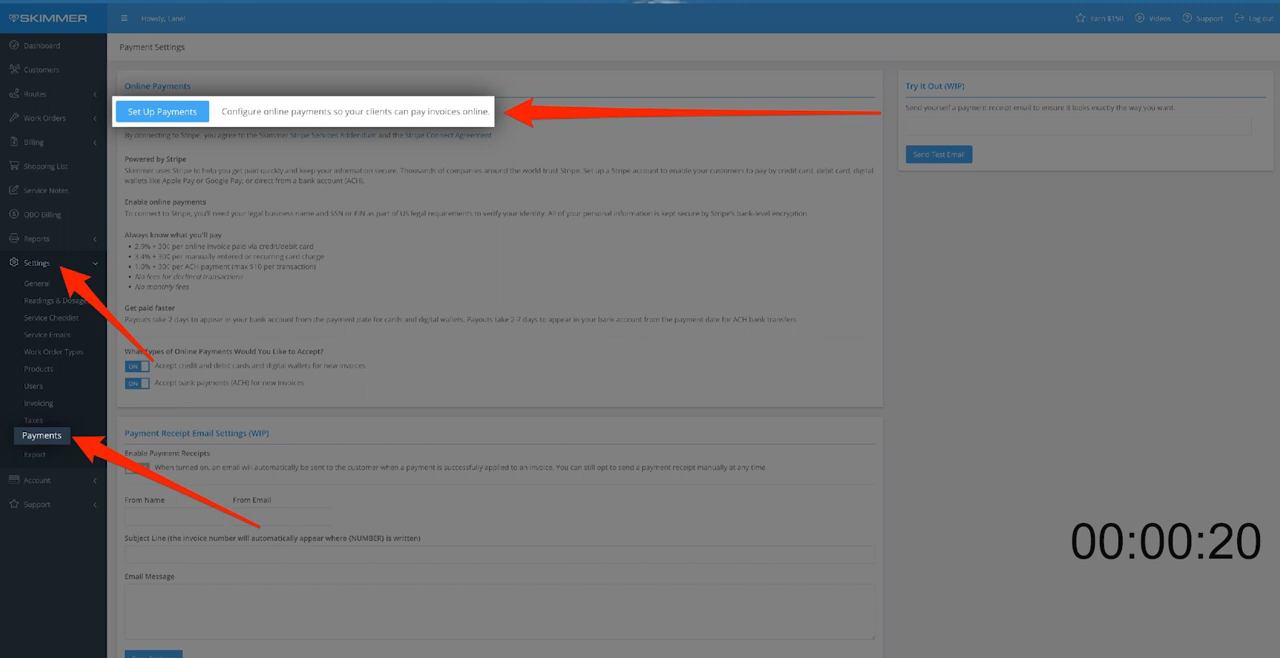 SKIMMER
Howdy, Lane!
Earn $150
Videos
Support
Log out
Dashboard
Customers
Routes
Work Orders
Billing
Shopping List
Service Notes
QBO Billing
Reports
Settings
General
Readings & Dosages
Service Checklist
Service Emails
Work Order Types
Products
Users
Invoicing
Taxes
Payments
Export
Account
Support
Payment Settings
Online Payments
Set Up Payments
Configure online payments so your clients can pay invoices online.
By connecting to Stripe, you agree to the Skimmer Stripe Services Addendum and the Stripe Connect Agreement
Powered by Stripe
Skimmer uses Stripe to help you get paid quickly and keep your information secure. Thousands of companies around the world trust Stripe. Set up a Stripe account to enable your customers to pay by credit card, debit card, digital
wallets like Apple Pay or Google Pay, or direct from a bank account (ACH).
Enable online payments
To connect to Stripe, you'll need your legal business name and SSN or EIN as part of US legal requirements to verify your identity. All of your personal information is kept secure by Stripe's bank-level encryption.
Always know what you'll pay
• 2.9% + 30¢ per online invoice paid via credit/debit card
• 3.4% + 30¢ per manually entered or recurring card charge
• 1.0% + 30¢ per ACH payment (max $10 per transaction)
• No fees for declined transactions
• No monthly fees
Get paid faster
Payouts take 2 days to appear in your bank account from the payment date for cards and digital wallets. Payouts take 2-7 days to appear in your bank account from the payment date for ACH bank transfers
What Types of Online Payments Would You Like to Accept?
ON Accept credit and debit cards and digital wallets for new invoices
ON Accept bank payments (ACH) for new invoices
Payment Receipt Email Settings (WIP)
Enable Payment Receipts
When turned on, an email will automatically be sent to the customer when a payment is successfully applied to an invoice. You can still opt to send a payment receipt manually at any time.
From Name
From Email
Subject Line (the invoice number will automatically appear where {NUMBER} is written)
Email Message
Try It Out (WIP)
Send yourself a payment receipt email to ensure it looks exactly the way you want.
Send Test Email
00:00:20